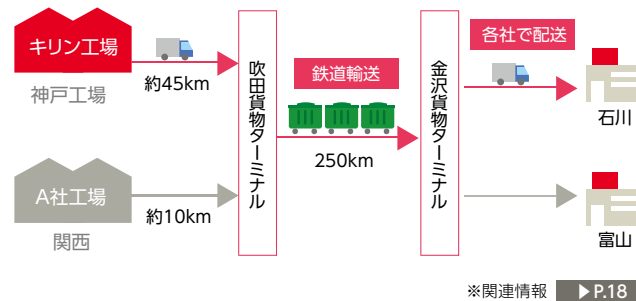 キリン工場
神戸工場
約45km
吹田貨物ターミナル
鉄道輸送
250km
金沢貨物ターミナル
各社で配送
石川
A社工場
関西
約10km
富山
※関連情報 ▶P.18